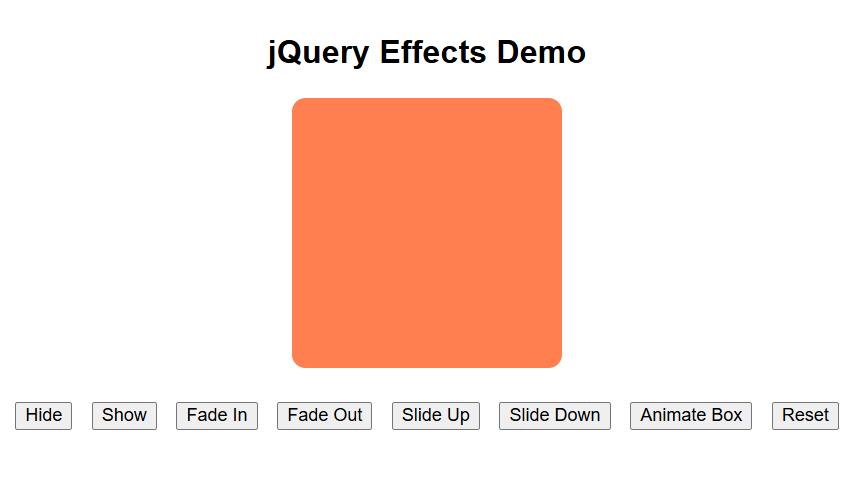 jQuery Effects Demo
Hide Show Fade In Fade Out Slide Up Slide Down Animate Box Reset